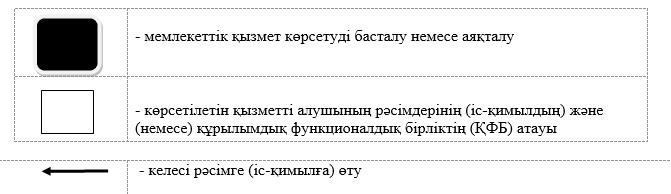 - мемлекеттік қызмет көрсетуді басталу немесе аяқталу
- көрсетілетін қызметті алушының рәсімдерінің (іс-қимылдың) және
(немесе) құрылымдық функционалдық бірліктің (ҚФБ) атауы
- келесі рәсімге (іс-қимылға) өту